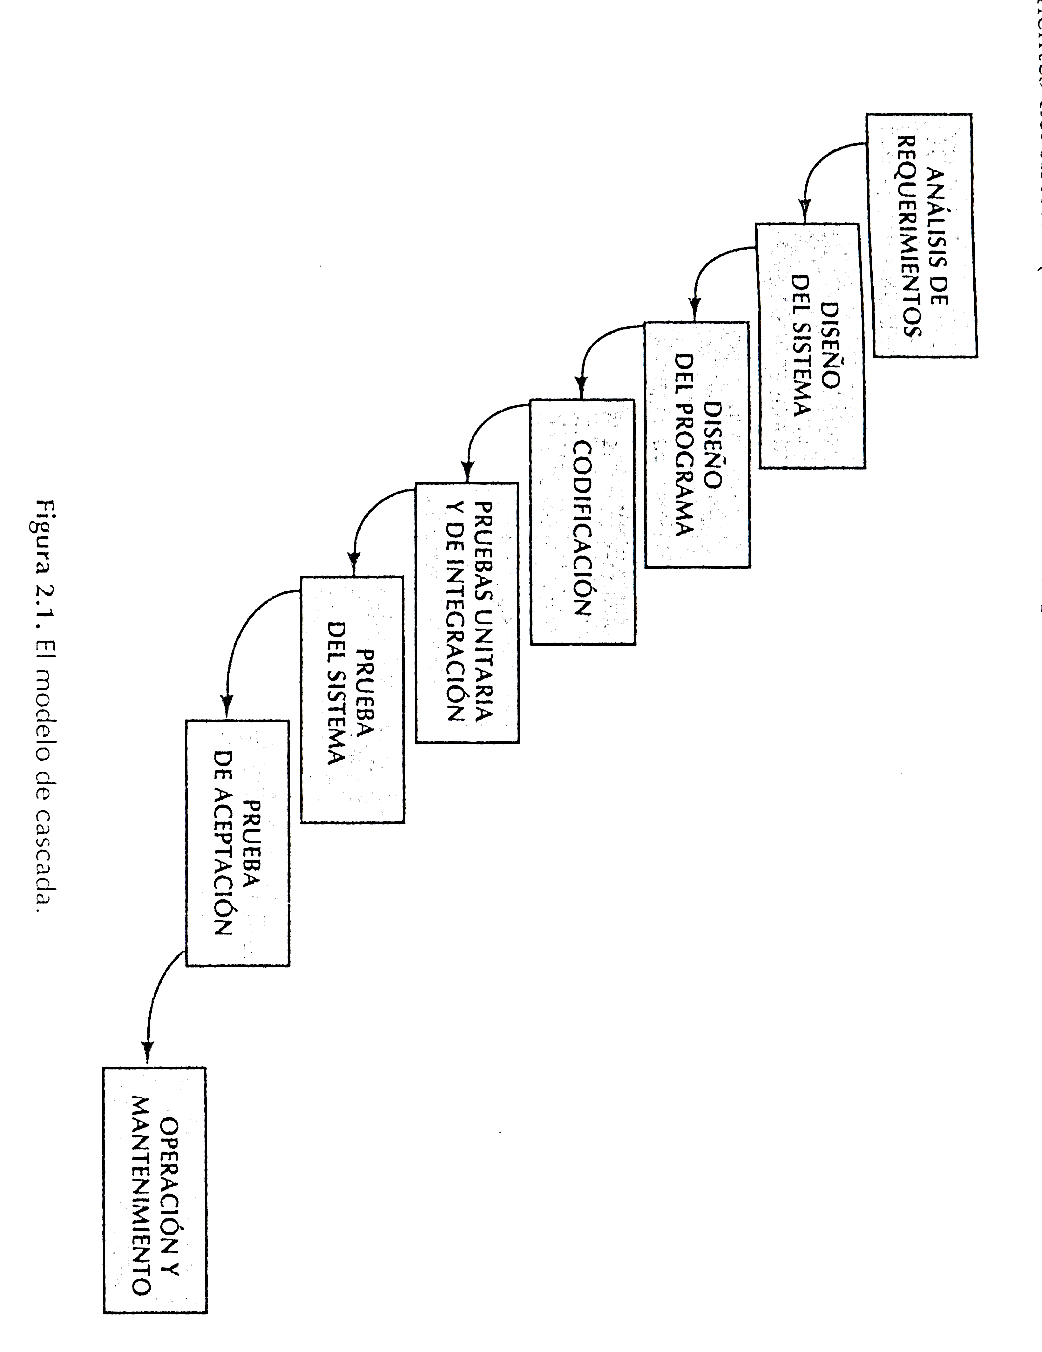 ANÁLISIS DE
REQUERIMIENTOS
DISEÑO
DEL SISTEMA
DISEÑO
DEL PROGRAMA
CODIFICACIÓN
PRUEBAS UNITARIA
Y DE INTEGRACIÓN
PRUEBA
DEL SISTEMA
PRUEBA
DE ACEPTACIÓN
OPERACIÓN Y
MANTENIMIENTO
Figura 2.1. El modelo de cascada.